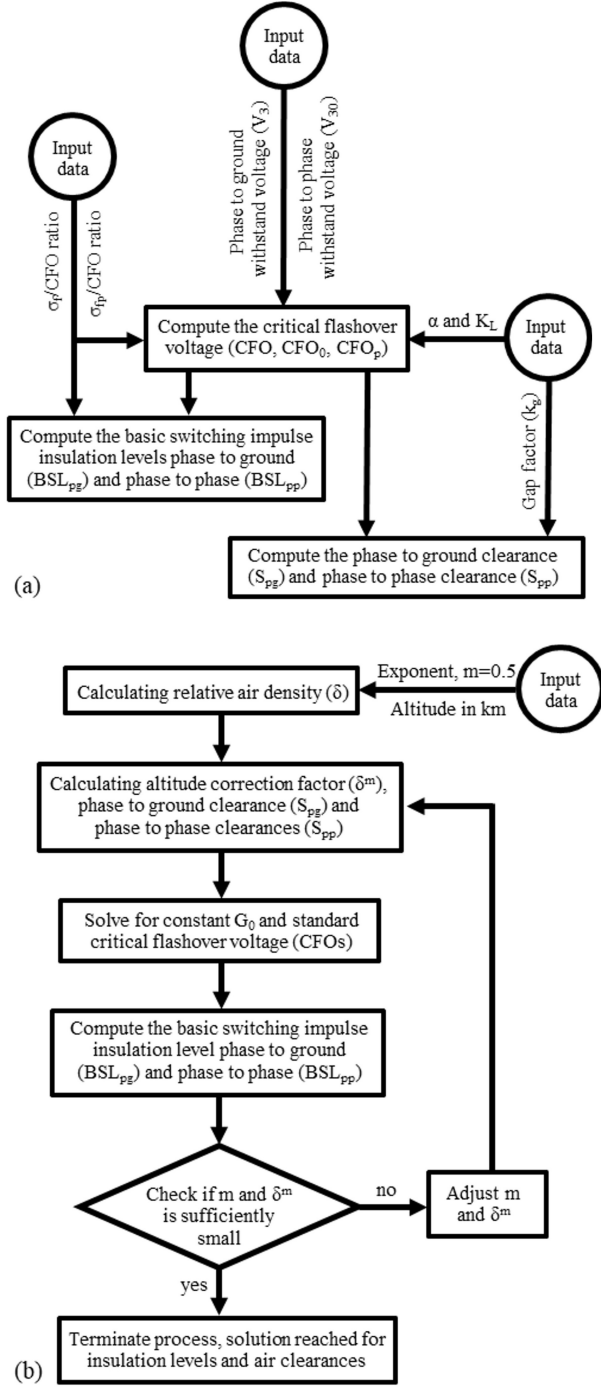 Input
data
Input
data
Phase to ground
withstand voltage (V₃)
Phase to phase
withstand voltage (V₃₀)
σf/CFO ratio
σfp/CFO ratio
Compute the critical flashover
voltage (CFO, CFO₀, CFOₚ)
α and K_L
Input
data
Compute the basic switching impulse
insulation levels phase to ground
(BSLpg) and phase to phase (BSLpp)
Gap factor (kg)
Compute the phase to ground clearance
(Spg) and phase to phase clearance (Spp)
(a)
Calculating relative air density (δ)
Exponent, m=0.5
Altitude in km
Input
data
Calculating altitude correction factor (δᵐ),
phase to ground clearance (Spg) and
phase to phase clearances (Spp)
Solve for constant G₀ and standard
critical flashover voltage (CFOs)
Compute the basic switching impulse
insulation level phase to ground
(BSLpg) and phase to phase (BSLpp)
Check if m and δᵐ
is sufficiently
small
no
Adjust m
and δᵐ
yes
Terminate process, solution reached for
insulation levels and air clearances
(b)